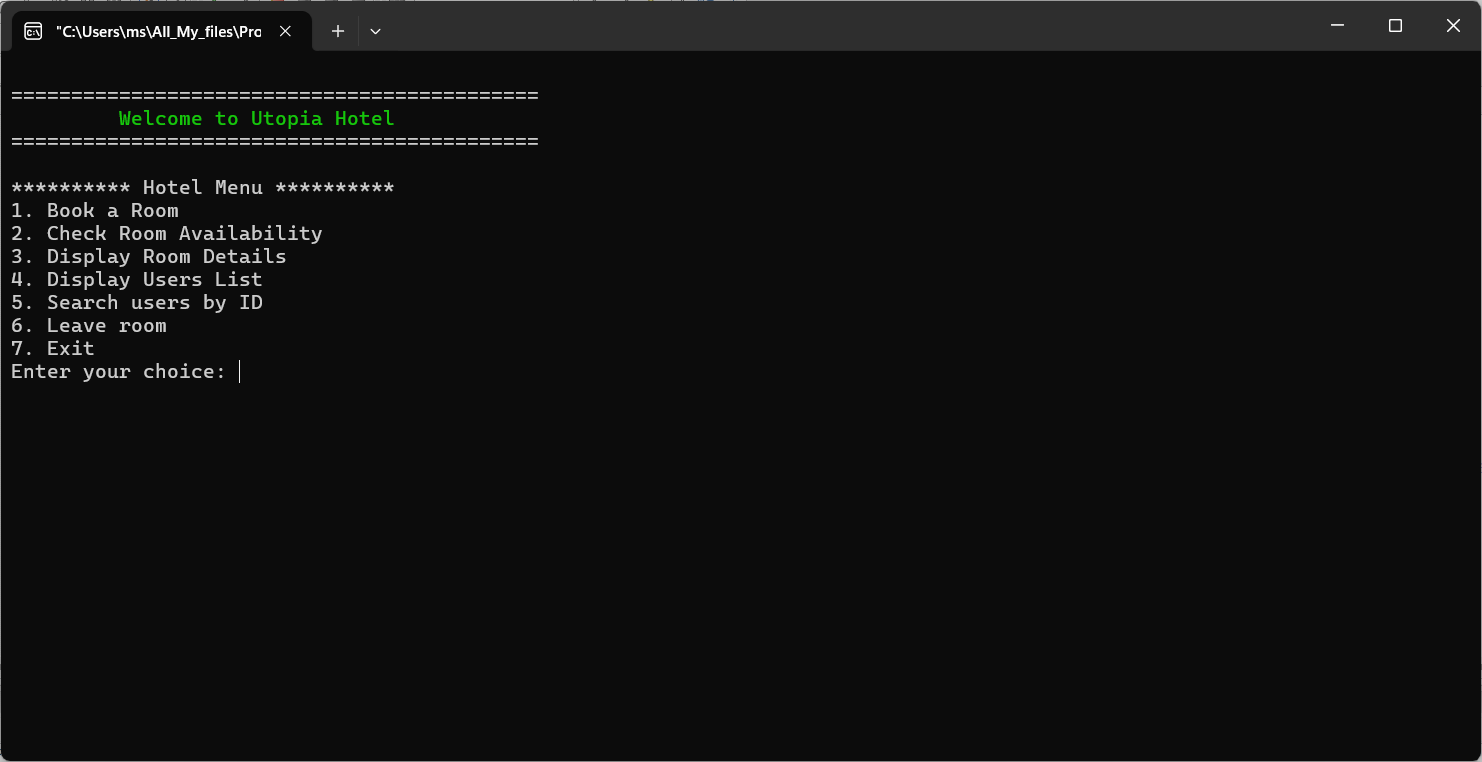 "C:\Users\ms\All_My_files\Pro
============================================
Welcome to Utopia Hotel
============================================
********** Hotel Menu **********
1. Book a Room
2. Check Room Availability
3. Display Room Details
4. Display Users List
5. Search users by ID
6. Leave room
7. Exit
Enter your choice: